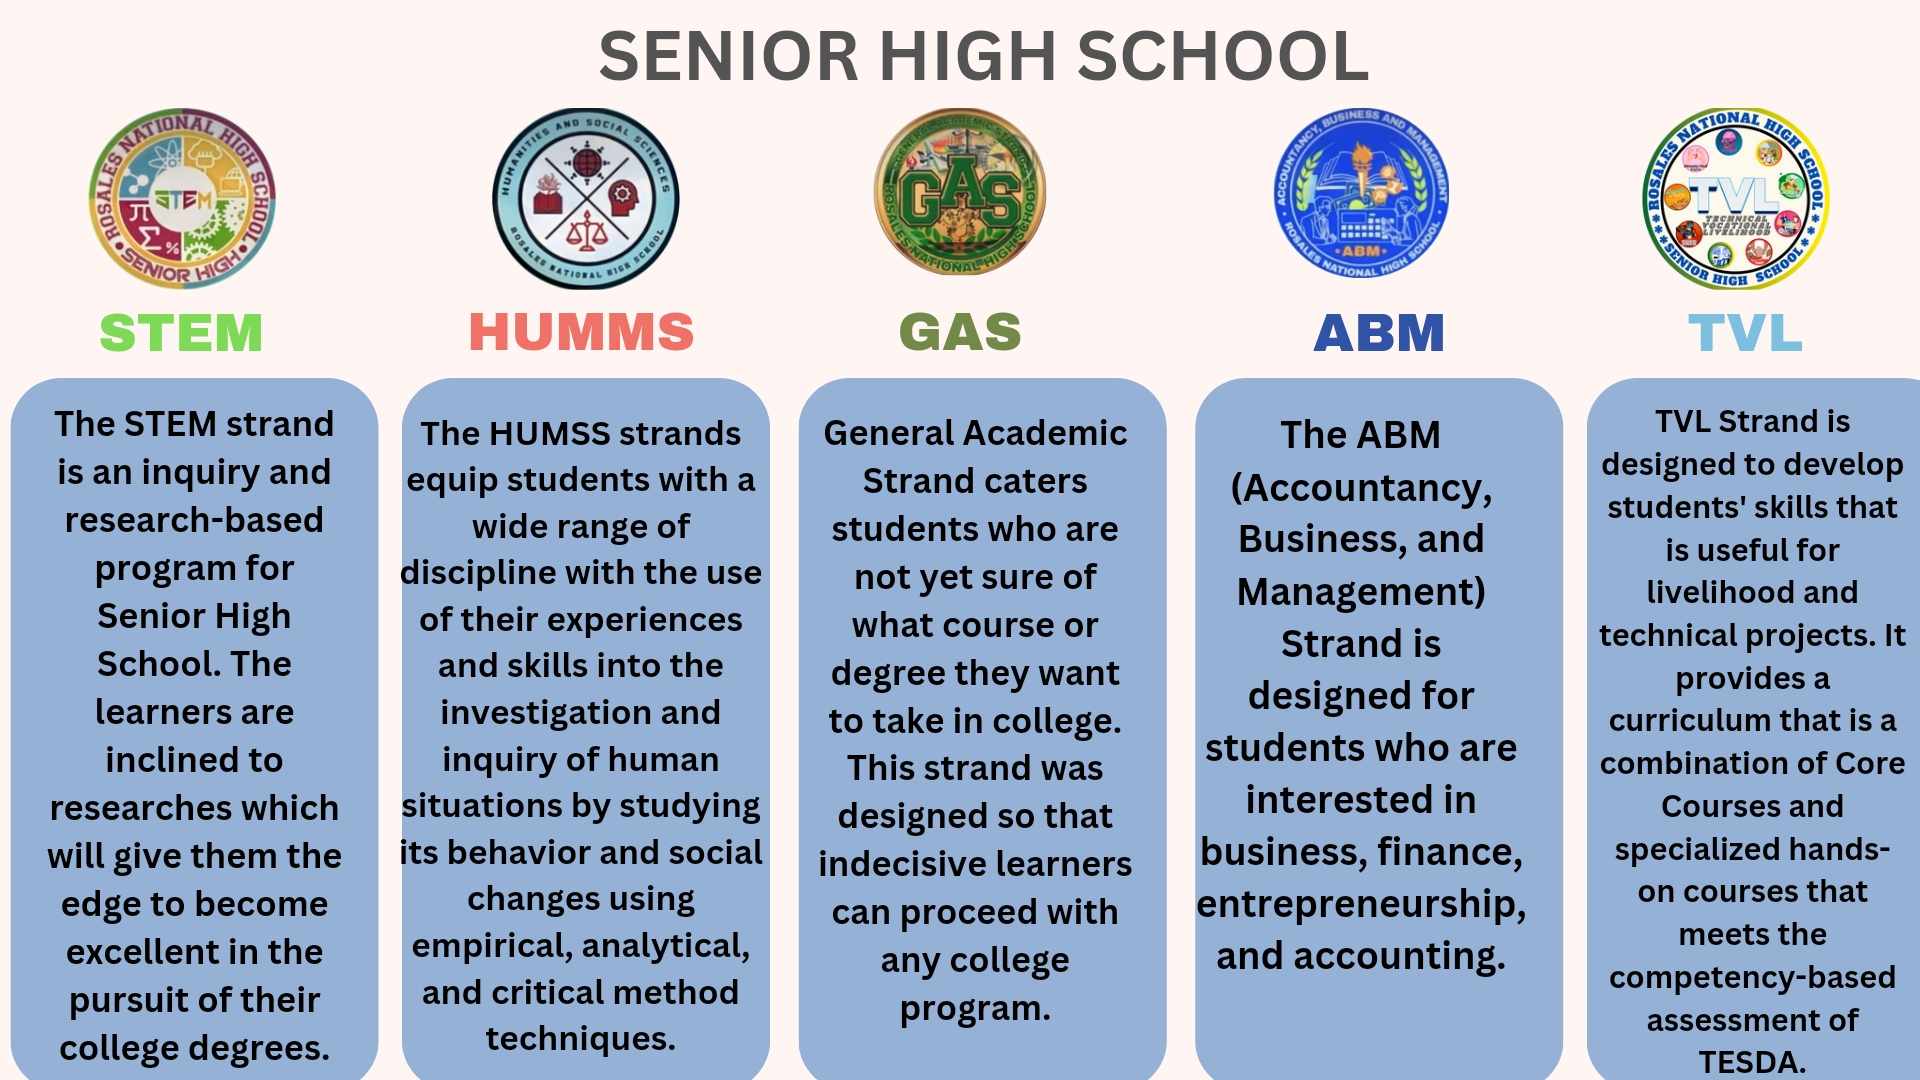 SENIOR HIGH SCHOOL
ROSALES NATIONAL HIGH SCHOOL
STEM
π
Σ
%
SENIOR HIGH
HUMANITIES AND SOCIAL SCIENCES
ROSALES NATIONAL HIGH SCHOOL
GENERAL ACADEMIC STRAND
GAS
ROSALES NATIONAL HIGH SCHOOL
ACCOUNTANCY, BUSINESS AND MANAGEMENT
ABM
ROSALES NATIONAL HIGH SCHOOL
ROSALES NATIONAL HIGH SCHOOL
TVL
TECHNICAL
VOCATIONAL
LIVELIHOOD
SENIOR HIGH SCHOOL
STEM
HUMMS
GAS
ABM
TVL
The STEM strand
is an inquiry and
research-based
program for
Senior High
School. The
learners are
inclined to
researches which
will give them the
edge to become
excellent in the
pursuit of their
college degrees.
The HUMSS strands
equip students with a
wide range of
discipline with the use
of their experiences
and skills into the
investigation and
inquiry of human
situations by studying
its behavior and social
changes using
empirical, analytical,
and critical method
techniques.
General Academic
Strand caters
students who are
not yet sure of
what course or
degree they want
to take in college.
This strand was
designed so that
indecisive learners
can proceed with
any college
program.
The ABM
(Accountancy,
Business, and
Management)
Strand is
designed for
students who are
interested in
business, finance,
entrepreneurship,
and accounting.
TVL Strand is
designed to develop
students' skills that
is useful for
livelihood and
technical projects. It
provides a
curriculum that is a
combination of Core
Courses and
specialized hands-
on courses that
meets the
competency-based
assessment of
TESDA.